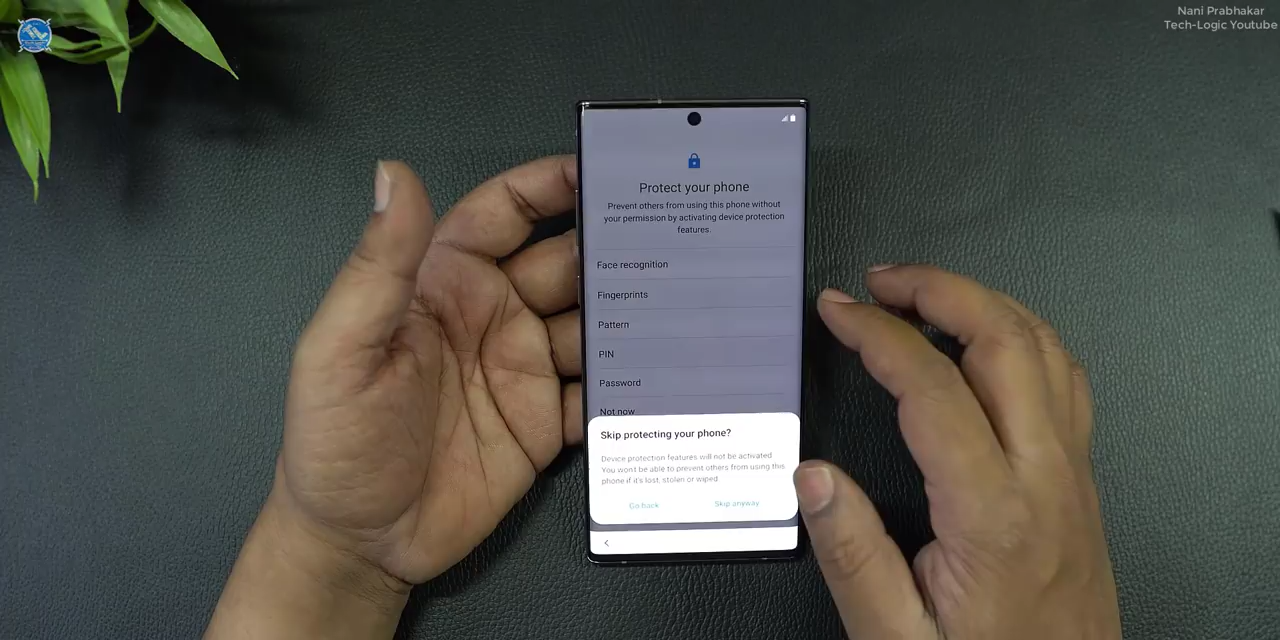 Nani Prabhakar
Tech-Logic Youtube
Protect your phone
Prevent others from using this phone without
your permission by activating device protection
features.
Face recognition
Fingerprints
Pattern
PIN
Password
Not now
Skip protecting your phone?
Device protection features will not be activated
You won't be able to prevent others from using this
phone if it's lost, stolen or wiped.
Go back
Skip anyway